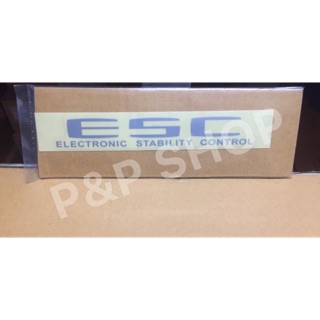 ESC
ELECTRONIC STABILITY CONTROL
P&P SHOP